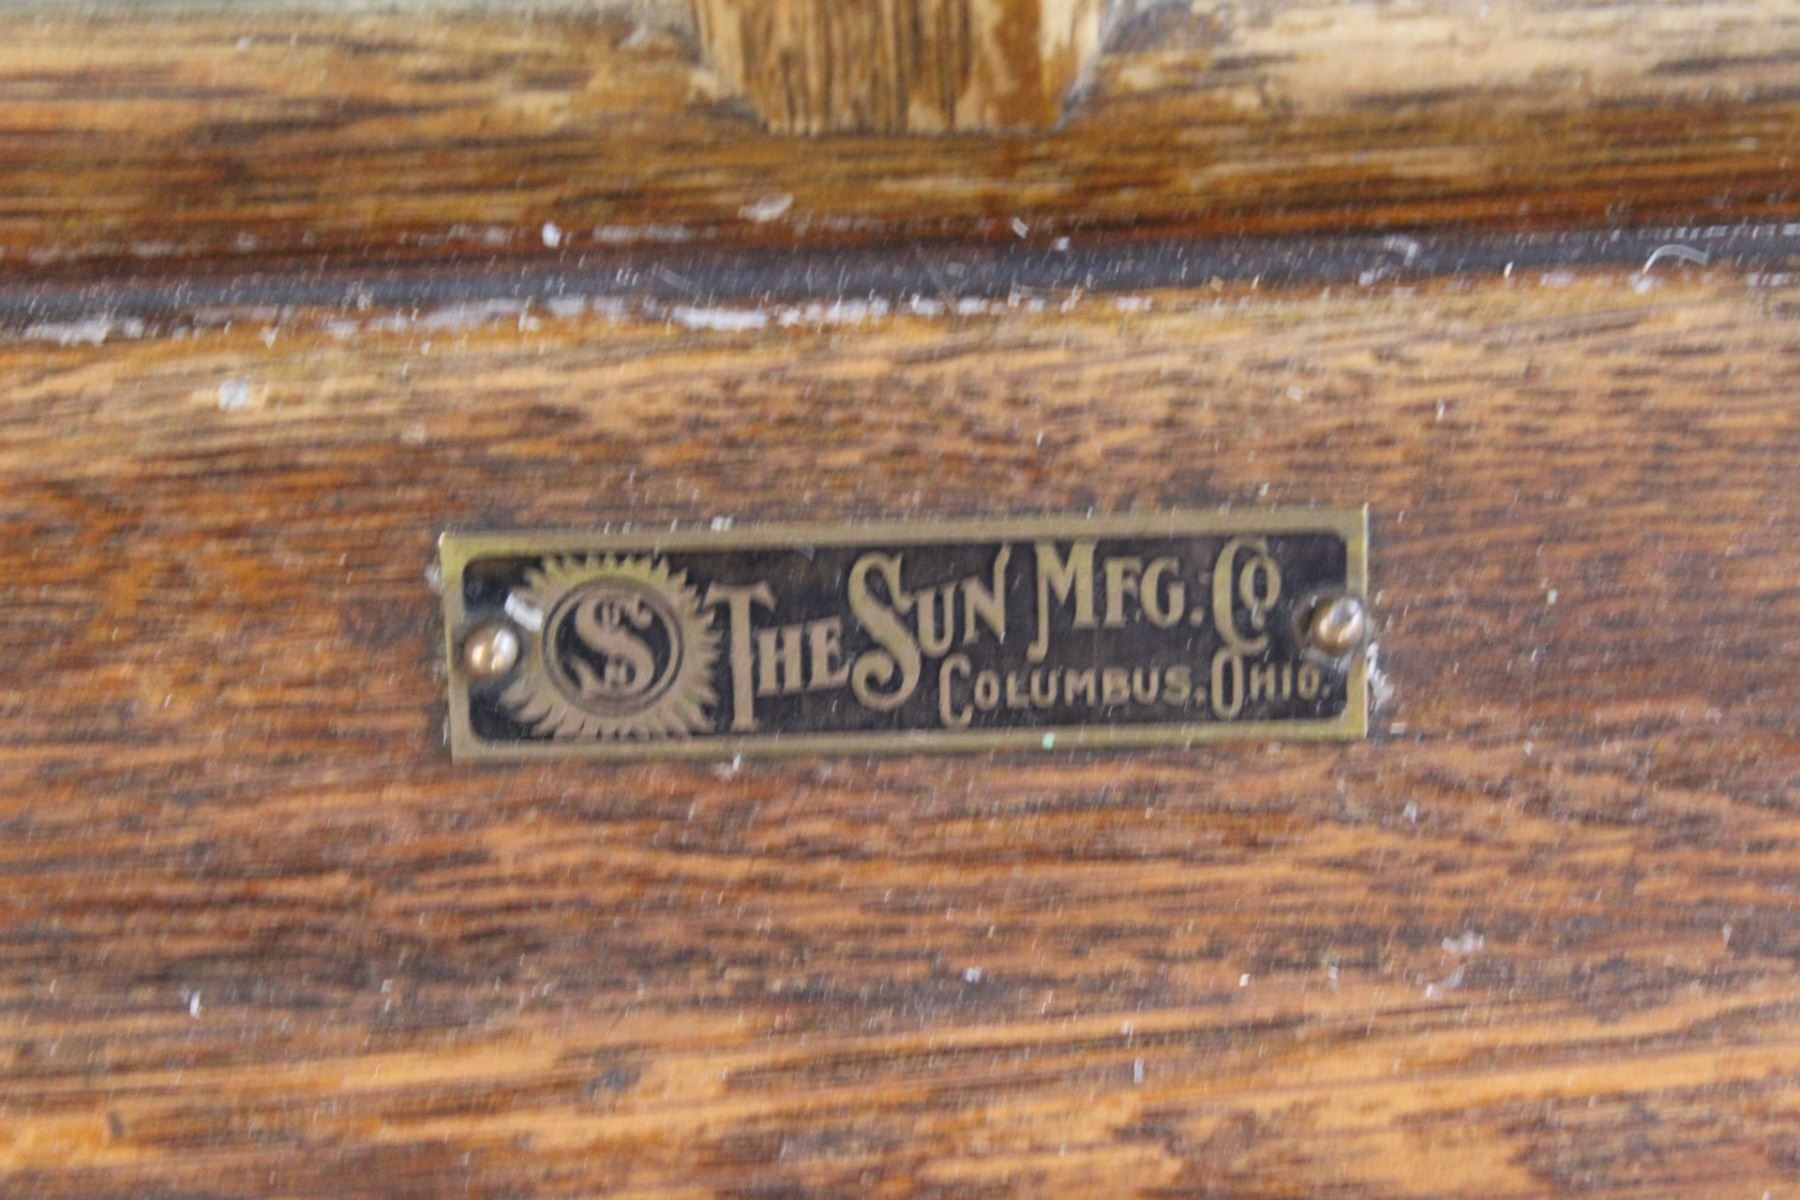 S
THE SUN MFG. CO
COLUMBUS. OHIO.